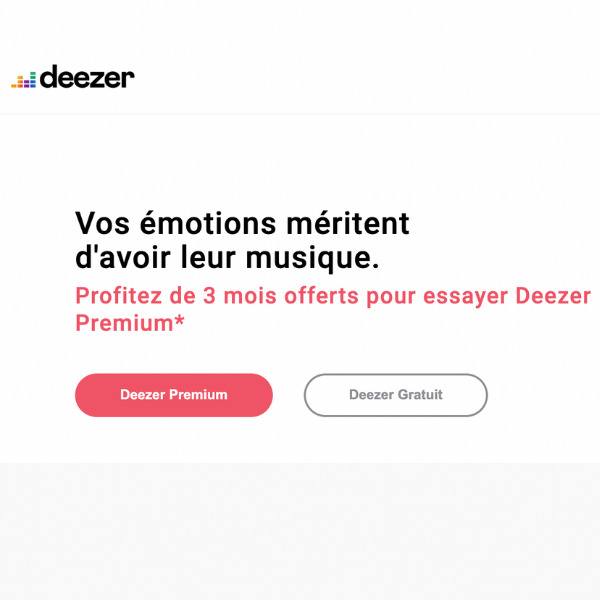 deezer
Vos émotions méritent
d'avoir leur musique.
Profitez de 3 mois offerts pour essayer Deezer
Premium*
Deezer Premium
Deezer Gratuit